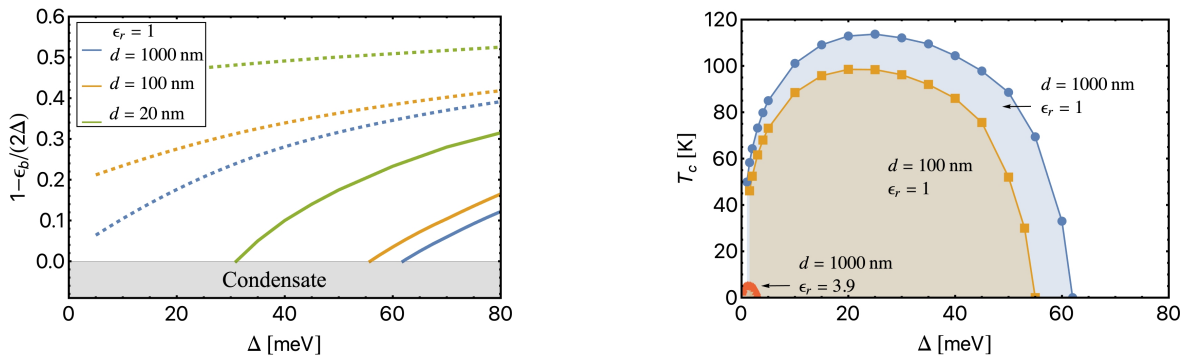 0.6
0.5
0.4
0.3
0.2
0.1
0.0
1−ϵb/(2Δ)
ϵr = 1
d = 1000 nm
d = 100 nm
d = 20 nm
Condensate
0 20 40 60 80
Δ [meV]
120
100
80
60
40
20
0
Tc [K]
d = 1000 nm
ϵr = 1
d = 100 nm
ϵr = 1
d = 1000 nm
ϵr = 3.9
0 20 40 60 80
Δ [meV]